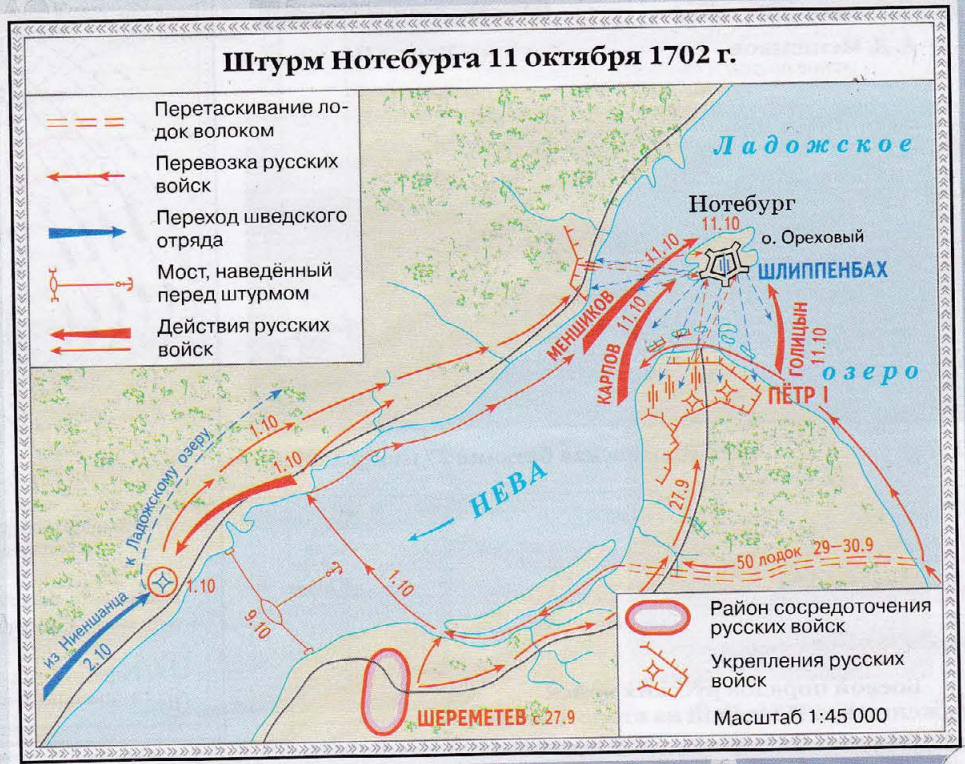 Штурм Нотебурга 11 октября 1702 г.
Перетаскивание ло-
док волоком
Перевозка русских
войск
Переход шведского
отряда
Мост, наведённый
перед штурмом
Действия русских
войск
Ладожское
озеро
Нотебург
11.10
о. Ореховый
ШЛИППЕНБАХ
МЕНШИКОВ
11.10
КАРПОВ
11.10
ГОЛИЦЫН
11.10
ПЁТР I
1.10
1.10
к Ладожскому озеру
НЕВА
27.9
50 лодок 29–30.9
1.10
1.10
9.10
из Ниеншанца
2.10
ШЕРЕМЕТЕВ с 27.9
Район сосредоточения
русских войск
Укрепления русских
войск
Масштаб 1:45 000